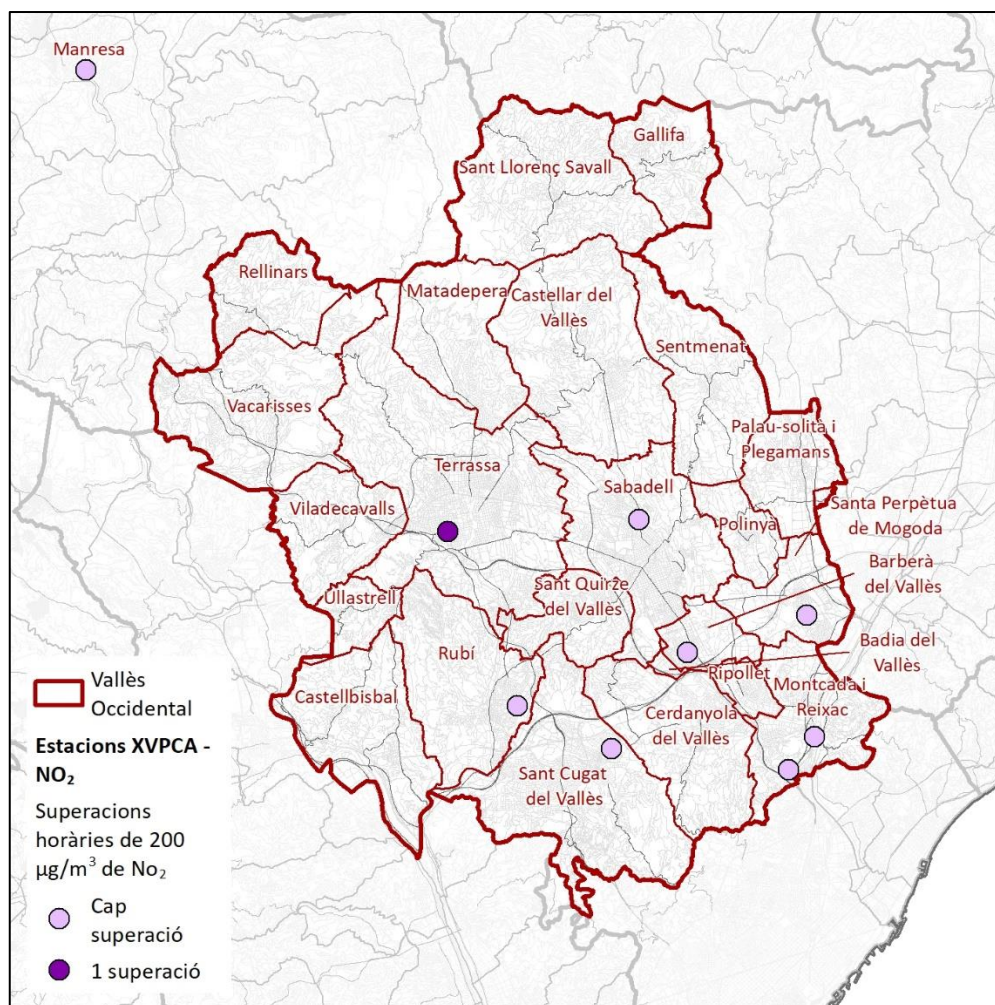 Manresa
Gallifa
Sant Llorenç Savall
Rellinars
Matadepera
Castellar del
Vallès
Sentmenat
Vacarisses
Palau-solità i
Plegamans
Terrassa
Sabadell
Viladecavalls
Polinyà
Santa Perpètua
de Mogoda
Barberà
del Vallès
Ullastrell
Sant Quirze
del Vallès
Badia del
Vallès
Rubí
Ripollet
Montcada i
Reixac
Castellbisbal
Cerdanyola
del Vallès
Sant Cugat
del Vallès
Vallès
Occidental
Estacions XVPCA -
NO₂
Superacions
horàries de 200
µg/m³ de No₂
Cap
superació
1 superació